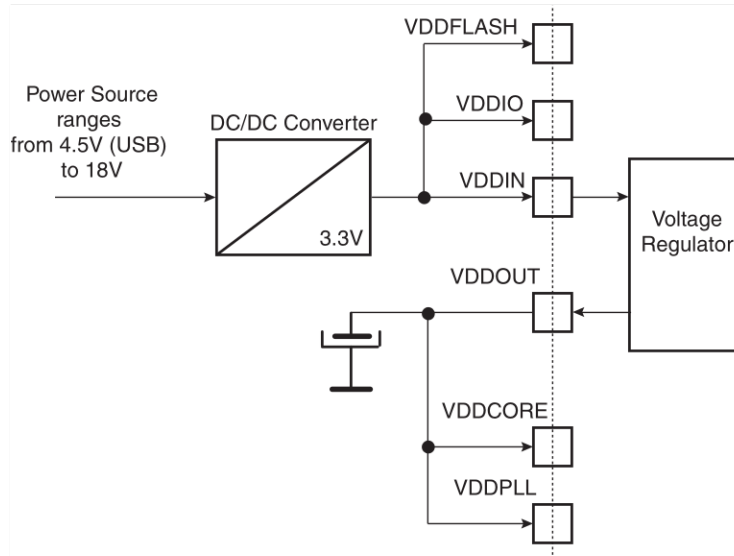 VDDFLASH
Power Source
ranges
from 4.5V (USB)
to 18V
DC/DC Converter
VDDIO
VDDIN
3.3V
Voltage
Regulator
VDDOUT
VDDCORE
VDDPLL